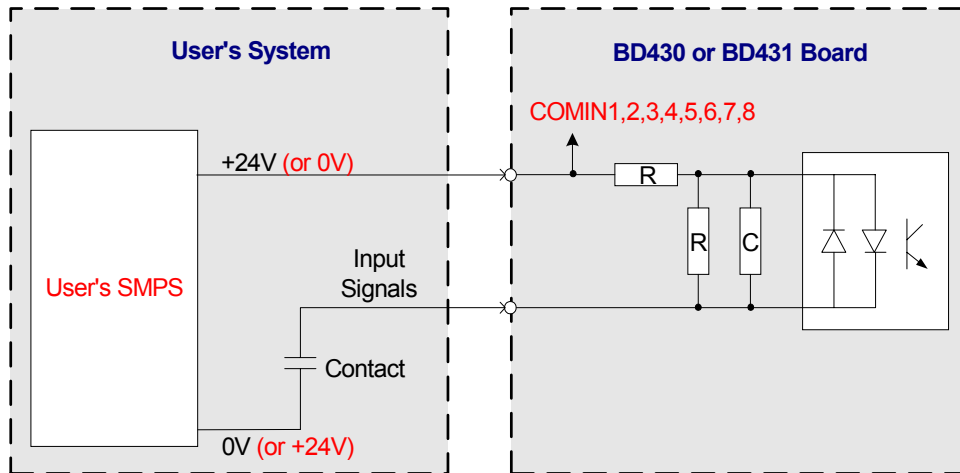 User's System
BD430 or BD431 Board
COMIN1,2,3,4,5,6,7,8
+24V (or 0V)
R
R
C
User's SMPS
Input
Signals
Contact
0V (or +24V)